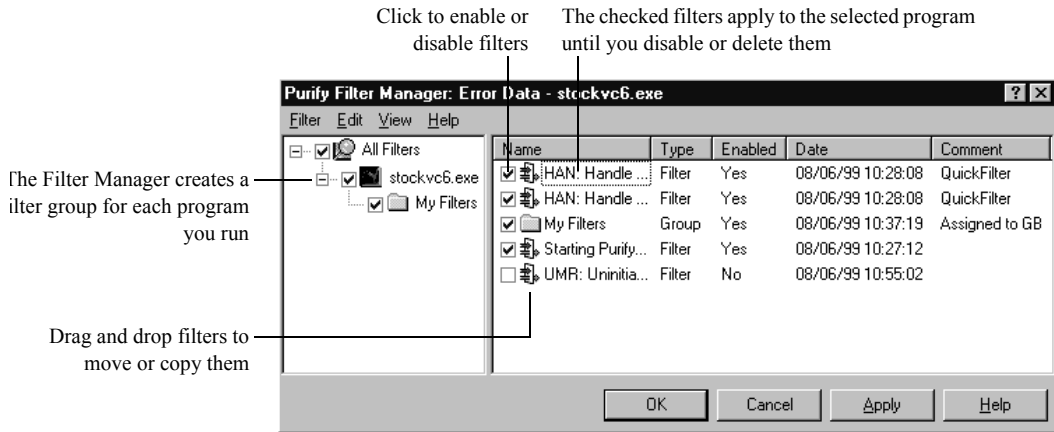 Click to enable or
disable filters
The checked filters apply to the selected program
until you disable or delete them
Purify Filter Manager: Error Data - stockvc6.exe
Filter Edit View Help
All Filters
stockvc6.exe
My Filters
Name Type Enabled Date Comment
HAN: Handle ... Filter Yes 08/06/99 10:28:08 QuickFilter
HAN: Handle ... Filter Yes 08/06/99 10:28:08 QuickFilter
My Filters Group Yes 08/06/99 10:37:19 Assigned to GB
Starting Purify... Filter Yes 08/06/99 10:27:12
UMR: Uninitia... Filter No 08/06/99 10:55:02
The Filter Manager creates a
filter group for each program
you run
Drag and drop filters to
move or copy them
OK Cancel Apply Help